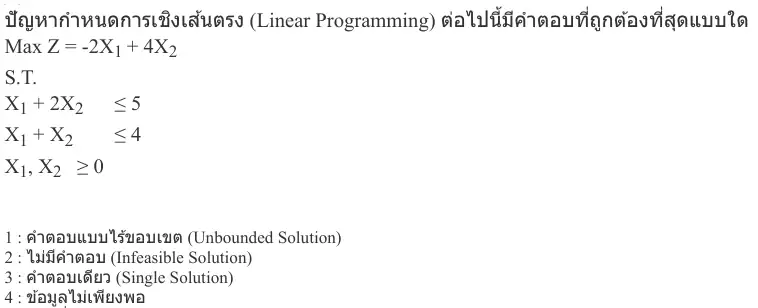 ปัญหากำหนดการเชิงเส้นตรง (Linear Programming) ต่อไปนี้มีคำตอบที่ถูกต้องที่สุดแบบใด
Max Z = -2X1 + 4X2
S.T.
X1 + 2X2 ≤ 5
X1 + X2 ≤ 4
X1, X2 ≥ 0
1 : คำตอบแบบไร้ขอบเขต (Unbounded Solution)
2 : ไม่มีคำตอบ (Infeasible Solution)
3 : คำตอบเดียว (Single Solution)
4 : ข้อมูลไม่เพียงพอ